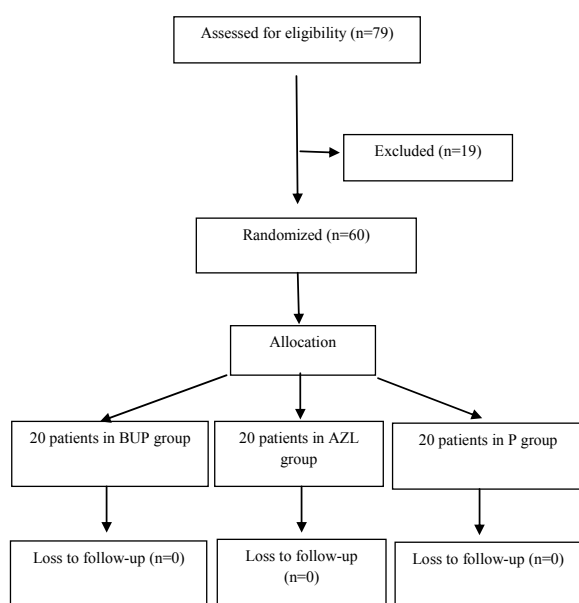 Assessed for eligibility (n=79)
Excluded (n=19)
Randomized (n=60)
Allocation
20 patients in BUP group
20 patients in AZL
group
20 patients in P group
Loss to follow-up (n=0)
Loss to follow-up
(n=0)
Loss to follow-up (n=0)